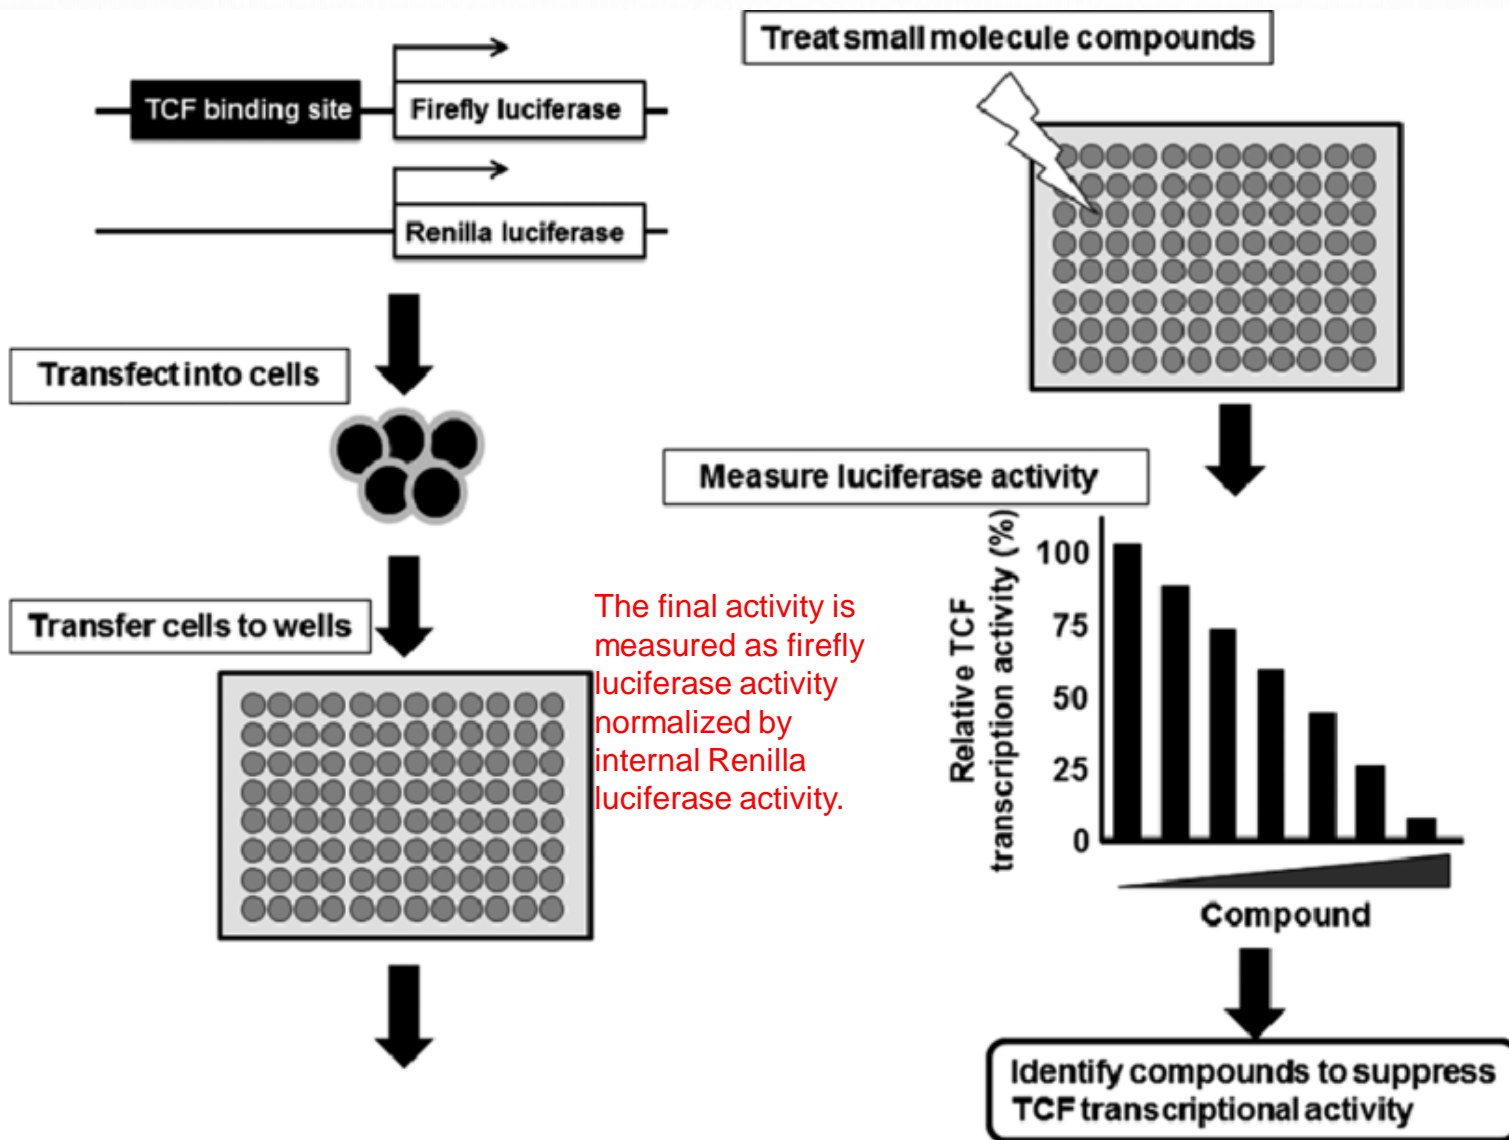 TCF binding site
Firefly luciferase
Renilla luciferase
Transfect into cells
Transfer cells to wells
The final activity is
measured as firefly
luciferase activity
normalized by
internal Renilla
luciferase activity.
Treat small molecule compounds
Measure luciferase activity
Relative TCF
transcription activity (%)
100
75
50
25
0
Compound
Identify compounds to suppress
TCF transcriptional activity